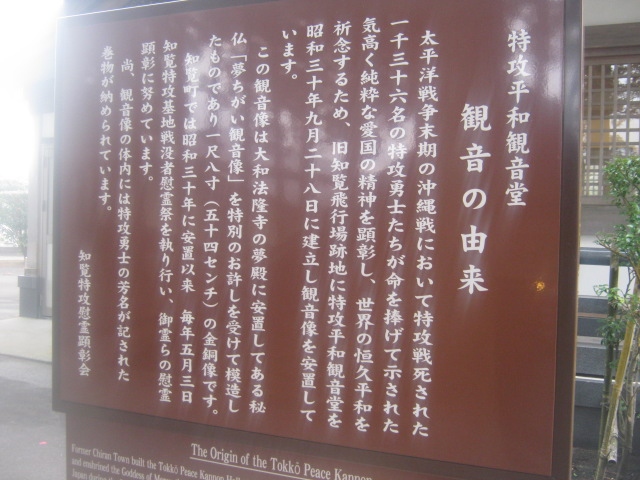 特攻平和観音堂
観音の由来
太平洋戦争末期の沖縄戦において特攻戦死された
一千三十六名の特攻勇士たちが命を捧げて示された
気高く純粋な愛国の精神を顕彰し、世界の恒久平和を
祈念するため、旧知覧飛行場跡地に特攻平和観音堂を
昭和三十年九月二十八日に建立し観音像を安置して
います。
この観音像は大和法隆寺の夢殿に安置してある秘
仏「夢ちがい観音像」を特別のお許しを受けて模造し
たものであり一尺八寸(五十四センチ)の金銅像です。
知覧町では昭和三十年に安置以来 毎年五月三日
知覧特攻基地戦没者慰霊祭を執り行い、御霊らの慰霊
顕彰に努めています。
尚、観音像の体内には特攻勇士の芳名が記された
巻物が納められています。
知覧特攻慰霊顕彰会
The Origin of the Tokkō Peace Kannon
Former Chiran Town built the Tokkō Peace Kannon
and enshrined the Goddess of
Japan